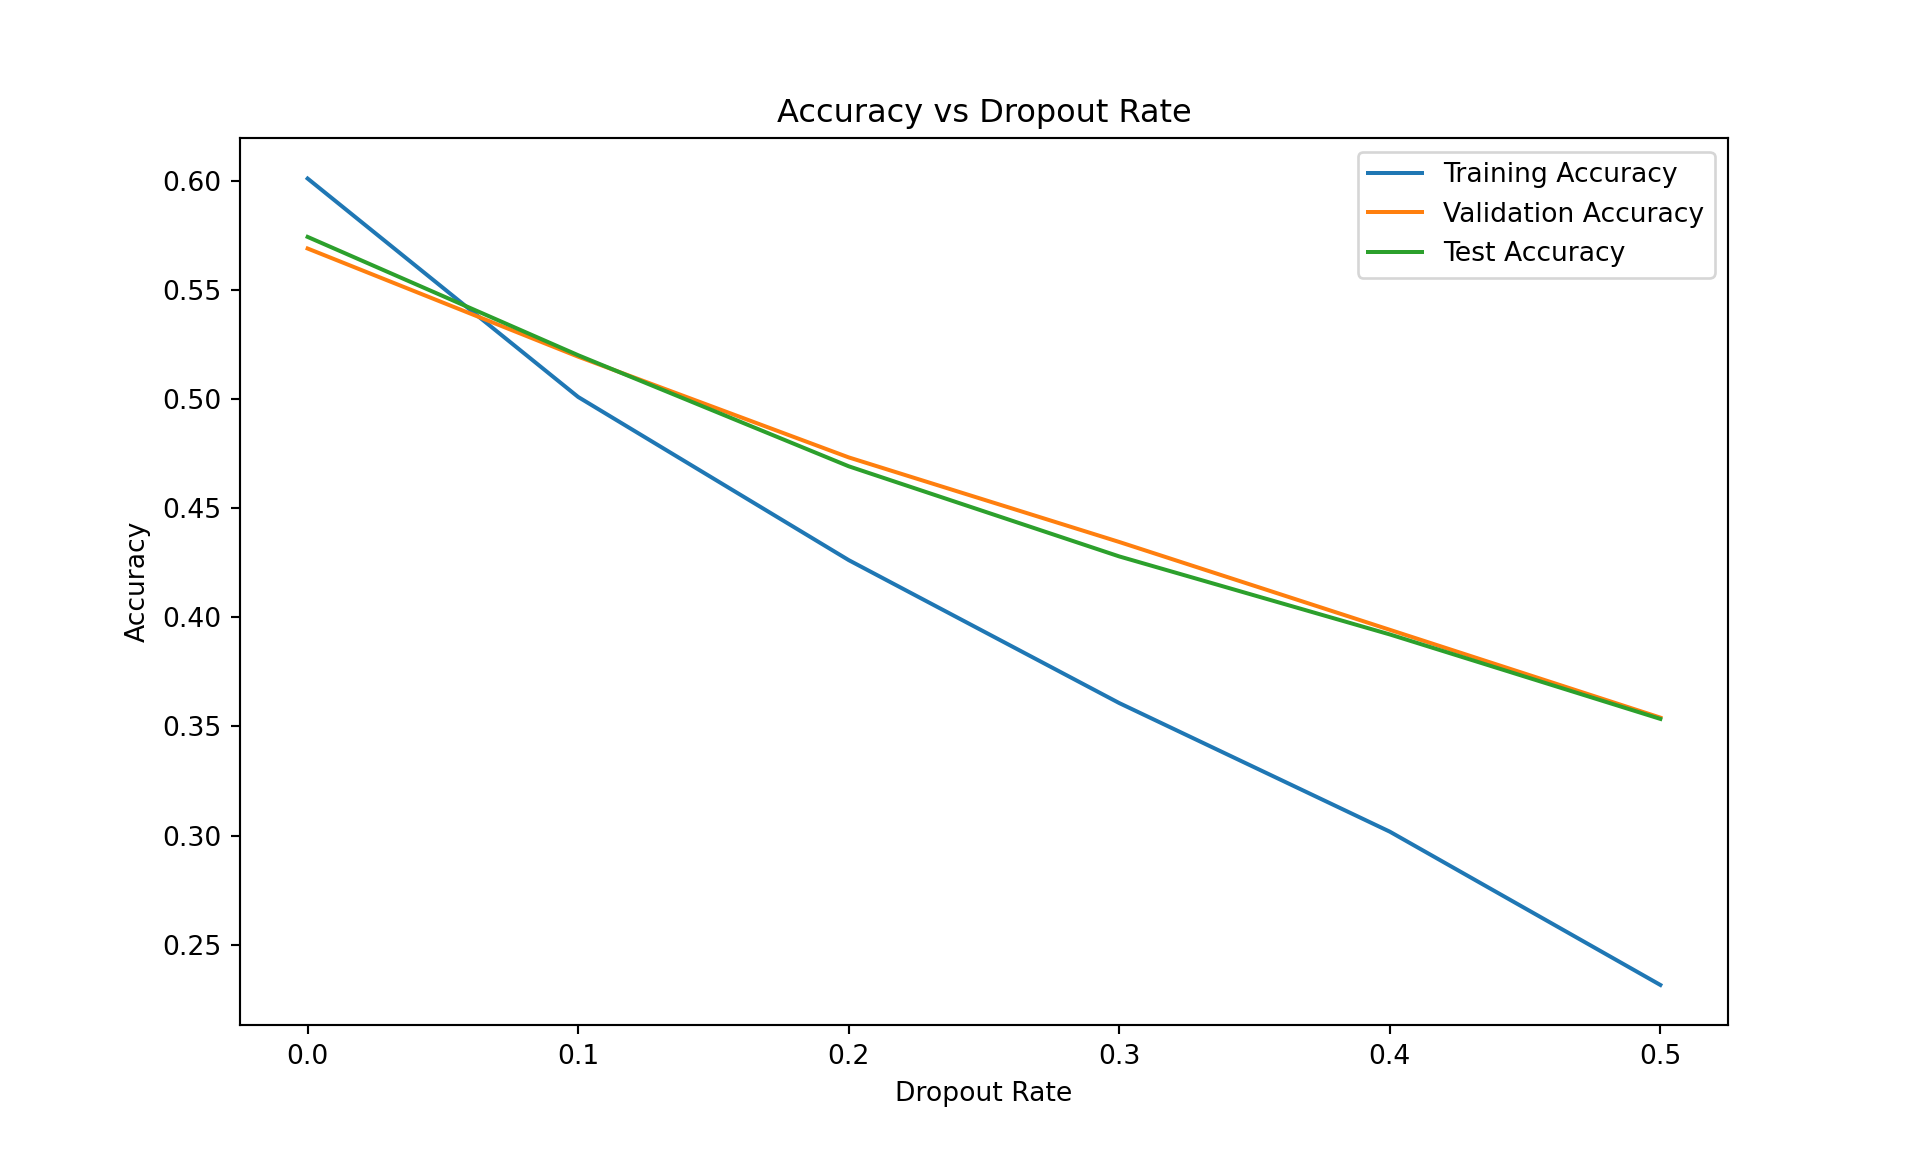 Accuracy vs Dropout Rate
Training Accuracy
Validation Accuracy
Test Accuracy
0.60
0.55
0.50
0.45
0.40
0.35
0.30
0.25
Accuracy
0.0 0.1 0.2 0.3 0.4 0.5
Dropout Rate